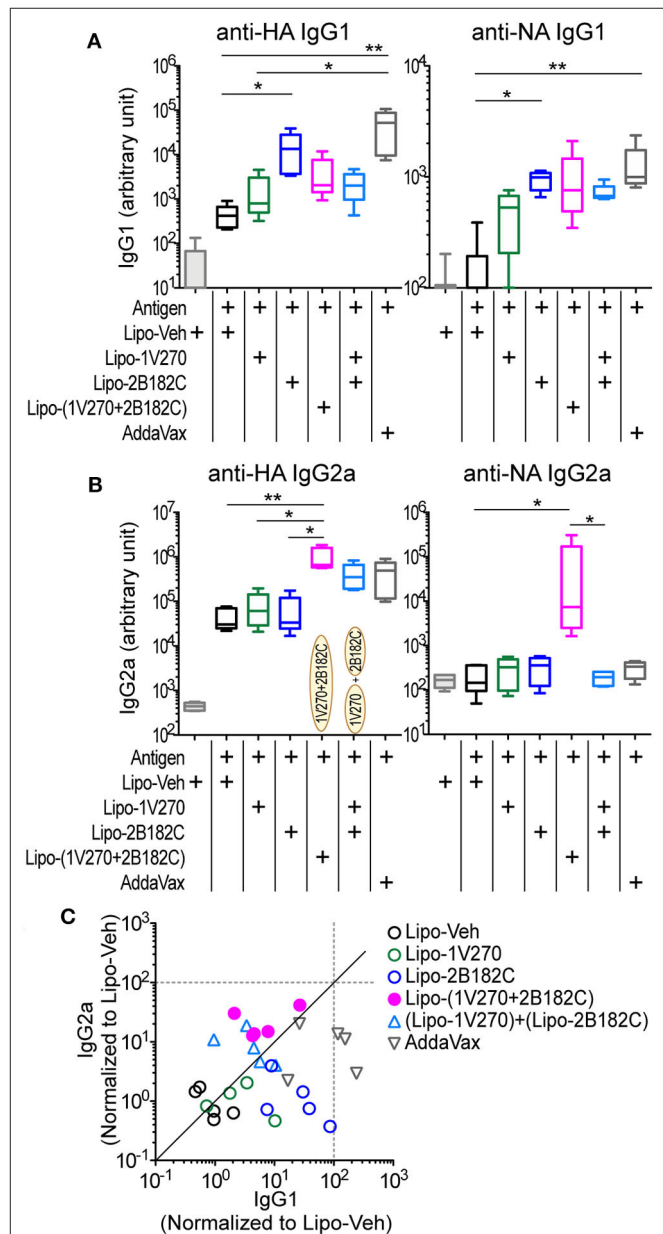 A
anti-HA IgG1
anti-NA IgG1
**
*
*
**
*
IgG1 (arbitrary unit)
10^6
10^5
10^4
10^3
10^2
10^1
10^4
10^3
10^2
Antigen + + + + + + + + + + + +
Lipo-Veh + + + +
Lipo-1V270 + + + +
Lipo-2B182C + + + +
Lipo-(1V270+2B182C) + +
AddaVax + +
B
anti-HA IgG2a
anti-NA IgG2a
**
*
*
*
*
IgG2a (arbitrary unit)
10^7
10^6
10^5
10^4
10^3
10^2
10^6
10^5
10^4
10^3
10^2
10^1
1V270+2B182C
1V270 + 2B182C
Antigen + + + + + + + + + + + +
Lipo-Veh + + + +
Lipo-1V270 + + + +
Lipo-2B182C + + + +
Lipo-(1V270+2B182C) + +
AddaVax + +
C
IgG2a
(Normalized to Lipo-Veh)
10^3
10^2
10^1
10^0
10^-1
10^-1 10^0 10^1 10^2 10^3
IgG1
(Normalized to Lipo-Veh)
Lipo-Veh
Lipo-1V270
Lipo-2B182C
Lipo-(1V270+2B182C)
(Lipo-1V270)+(Lipo-2B182C)
AddaVax